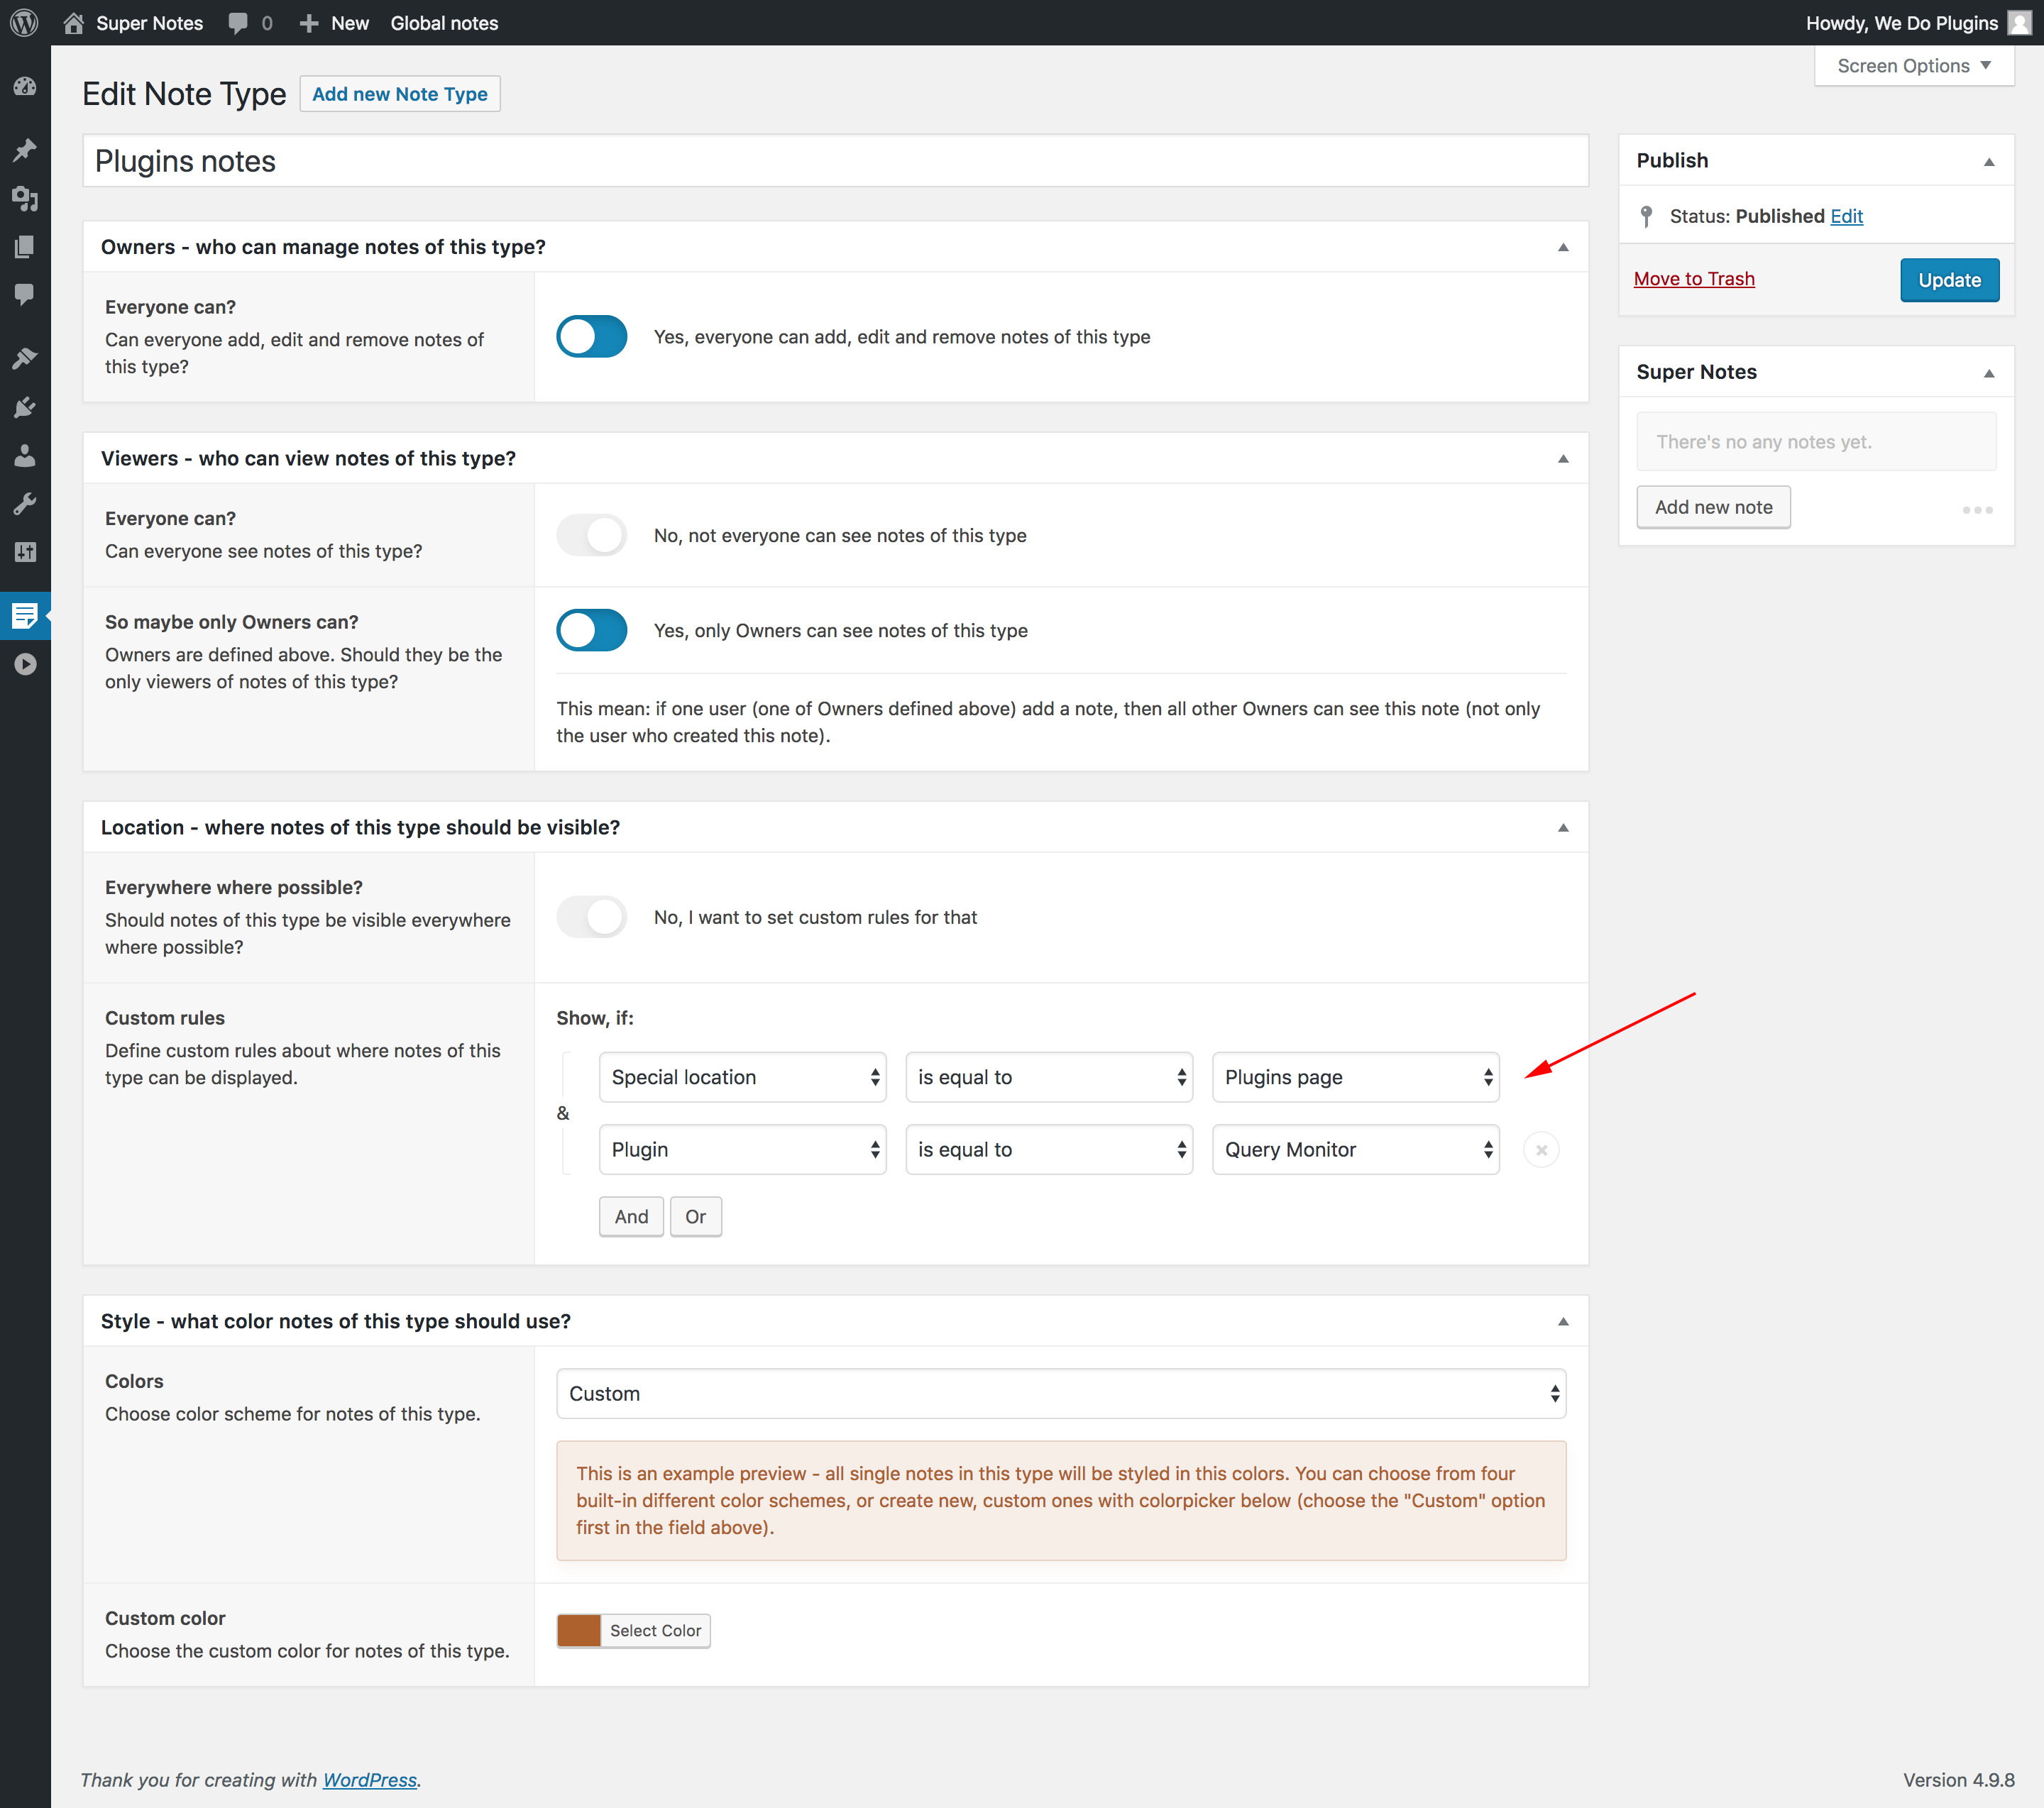 Super Notes 0 New Global notes Howdy, We Do Plugins
Screen Options
Edit Note Type Add new Note Type
Plugins notes
Owners - who can manage notes of this type?
Everyone can?
Can everyone add, edit and remove notes of
this type?
Yes, everyone can add, edit and remove notes of this type
Viewers - who can view notes of this type?
Everyone can?
Can everyone see notes of this type?
No, not everyone can see notes of this type
So maybe only Owners can?
Owners are defined above. Should they be the
only viewers of notes of this type?
Yes, only Owners can see notes of this type
This mean: if one user (one of Owners defined above) add a note, then all other Owners can see this note (not only
the user who created this note).
Location - where notes of this type should be visible?
Everywhere where possible?
Should notes of this type be visible everywhere
where possible?
No, I want to set custom rules for that
Custom rules
Define custom rules about where notes of this
type can be displayed.
Show, if:
Special location is equal to Plugins page
&
Plugin is equal to Query Monitor
And Or
Style - what color notes of this type should use?
Colors
Choose color scheme for notes of this type.
Custom
This is an example preview - all single notes in this type will be styled in this colors. You can choose from four
built-in different color schemes, or create new, custom ones with colorpicker below (choose the "Custom" option
first in the field above).
Custom color
Choose the custom color for notes of this type.
Select Color
Publish
Status: Published Edit
Move to Trash Update
Super Notes
There's no any notes yet.
Add new note
Thank you for creating with WordPress. Version 4.9.8